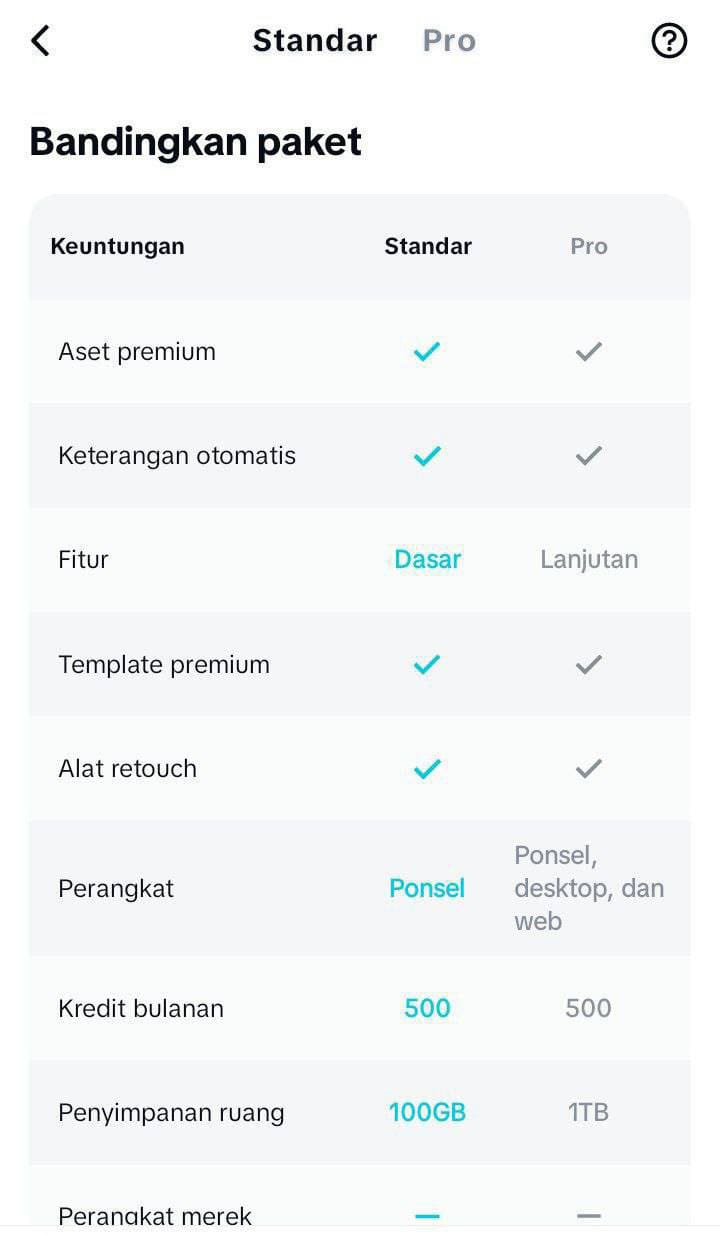 Standar Pro
Bandingkan paket
Keuntungan Standar Pro
Aset premium
Keterangan otomatis
Fitur Dasar Lanjutan
Template premium
Alat retouch
Perangkat Ponsel Ponsel,
desktop, dan
web
Kredit bulanan 500 500
Penyimpanan ruang 100GB 1TB
Perangkat merek — —